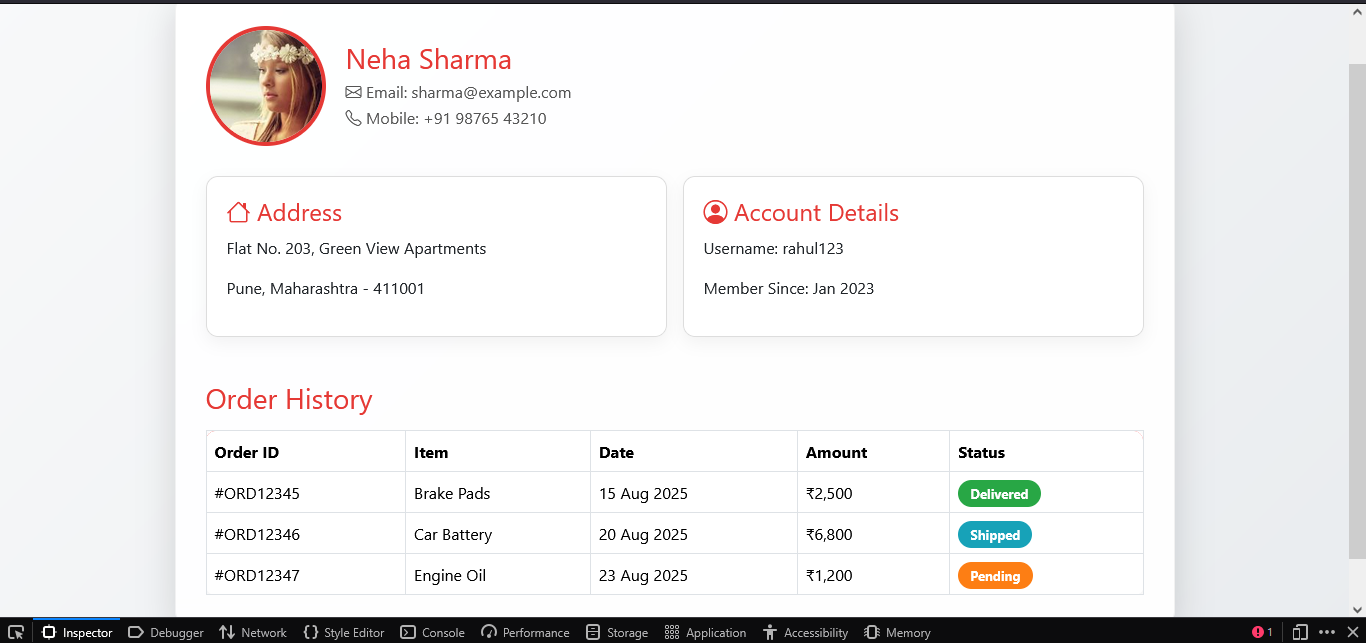 Neha Sharma
Email: sharma@example.com
Mobile: +91 98765 43210
Address
Flat No. 203, Green View Apartments
Pune, Maharashtra - 411001
Account Details
Username: rahul123
Member Since: Jan 2023
Order History
Order ID Item Date Amount Status
#ORD12345 Brake Pads 15 Aug 2025 ₹2,500 Delivered
#ORD12346 Car Battery 20 Aug 2025 ₹6,800 Shipped
#ORD12347 Engine Oil 23 Aug 2025 ₹1,200 Pending
Inspector Debugger Network Style Editor Console Performance Storage Application Accessibility Memory 1